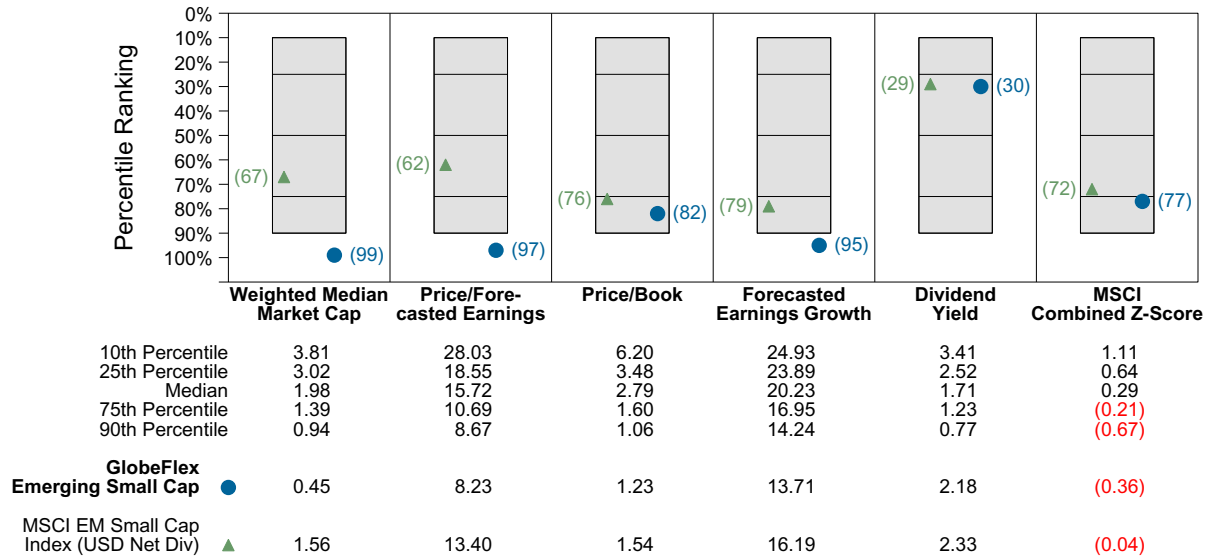 Percentile Ranking
0%
10%
20%
30%
40%
50%
60%
70%
80%
90%
100%
(67)
(99)
(62)
(97)
(76)
(82)
(79)
(95)
(29)
(30)
(72)
(77)
Weighted Median
Market Cap
Price/Fore-
casted Earnings
Price/Book
Forecasted
Earnings Growth
Dividend
Yield
MSCI
Combined Z-Score
10th Percentile 3.81 28.03 6.20 24.93 3.41 1.11
25th Percentile 3.02 18.55 3.48 23.89 2.52 0.64
Median 1.98 15.72 2.79 20.23 1.71 0.29
75th Percentile 1.39 10.69 1.60 16.95 1.23 (0.21)
90th Percentile 0.94 8.67 1.06 14.24 0.77 (0.67)
GlobeFlex
Emerging Small Cap 0.45 8.23 1.23 13.71 2.18 (0.36)
MSCI EM Small Cap
Index (USD Net Div) 1.56 13.40 1.54 16.19 2.33 (0.04)